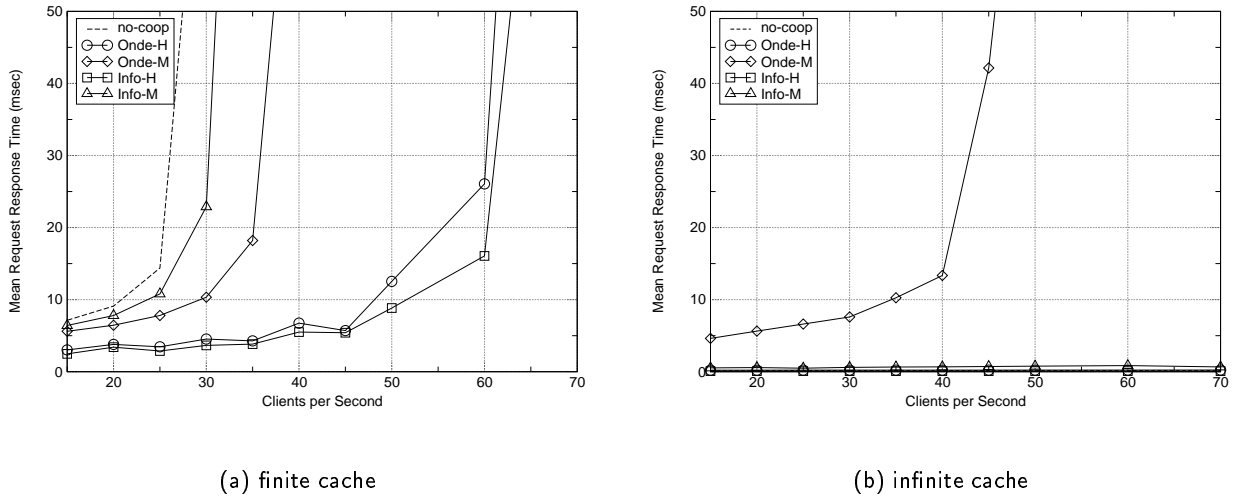 50
40
30
20
10
0
Mean Request Response Time (msec)
no-coop
Onde-H
Onde-M
Info-H
Info-M
20 30 40 50 60 70
Clients per Second
(a) finite cache
50
40
30
20
10
0
Mean Request Response Time (msec)
no-coop
Onde-H
Onde-M
Info-H
Info-M
20 30 40 50 60 70
Clients per Second
(b) infinite cache